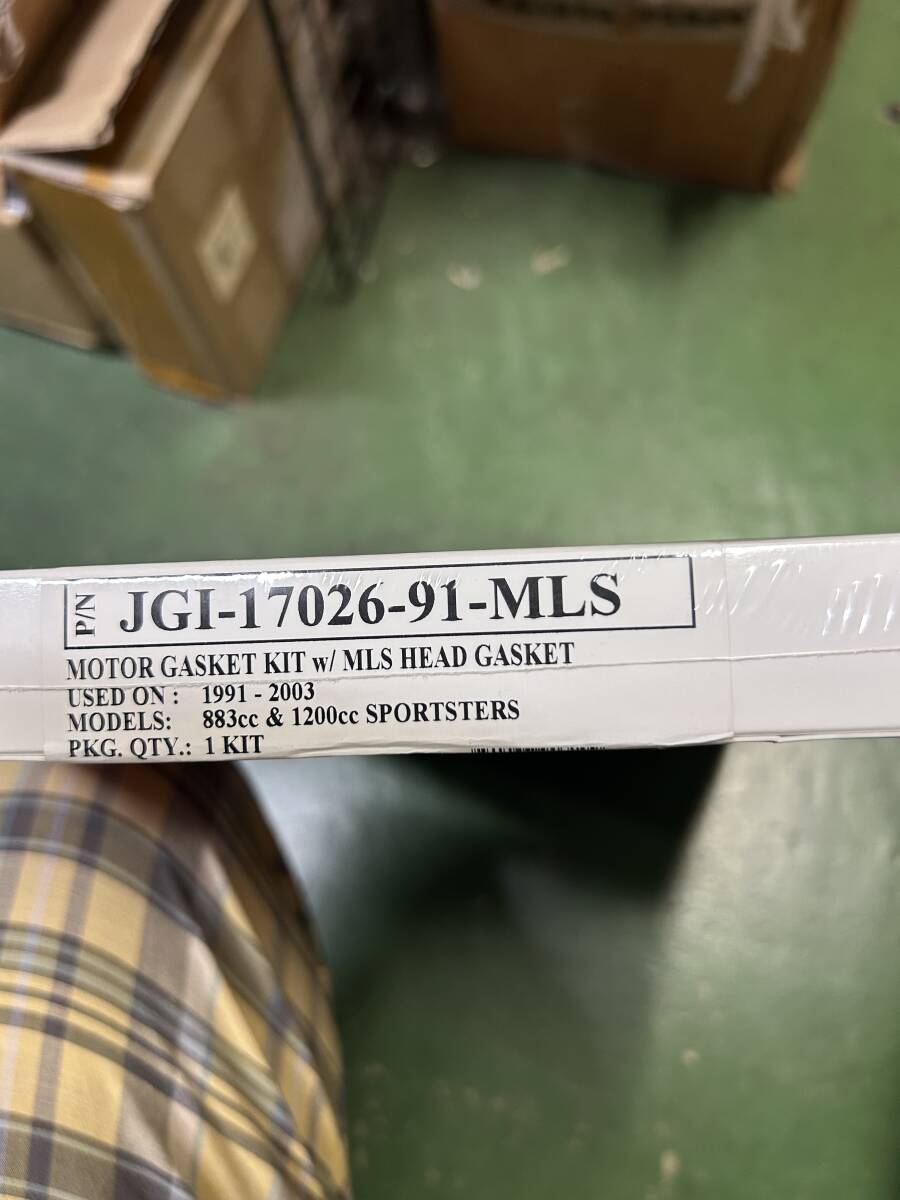 P/N JGI-17026-91-MLS
MOTOR GASKET KIT w/ MLS HEAD GASKET
USED ON : 1991 - 2003
MODELS: 883cc & 1200cc SPORTSTERS
PKG. QTY.: 1 KIT